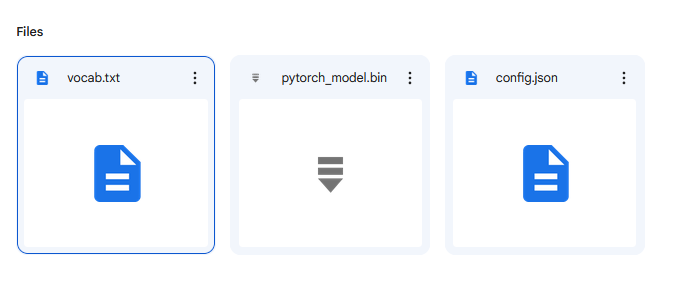 Files
vocab.txt
pytorch_model.bin
config.json